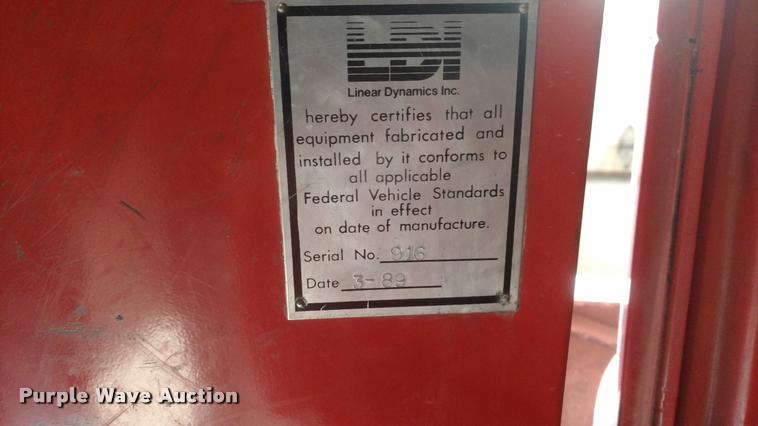 LDI
Linear Dynamics Inc.
hereby certifies that all
equipment fabricated and
installed by it conforms to
all applicable
Federal Vehicle Standards
in effect
on date of manufacture.
Serial No. 916
Date 3-89
Purple Wave Auction